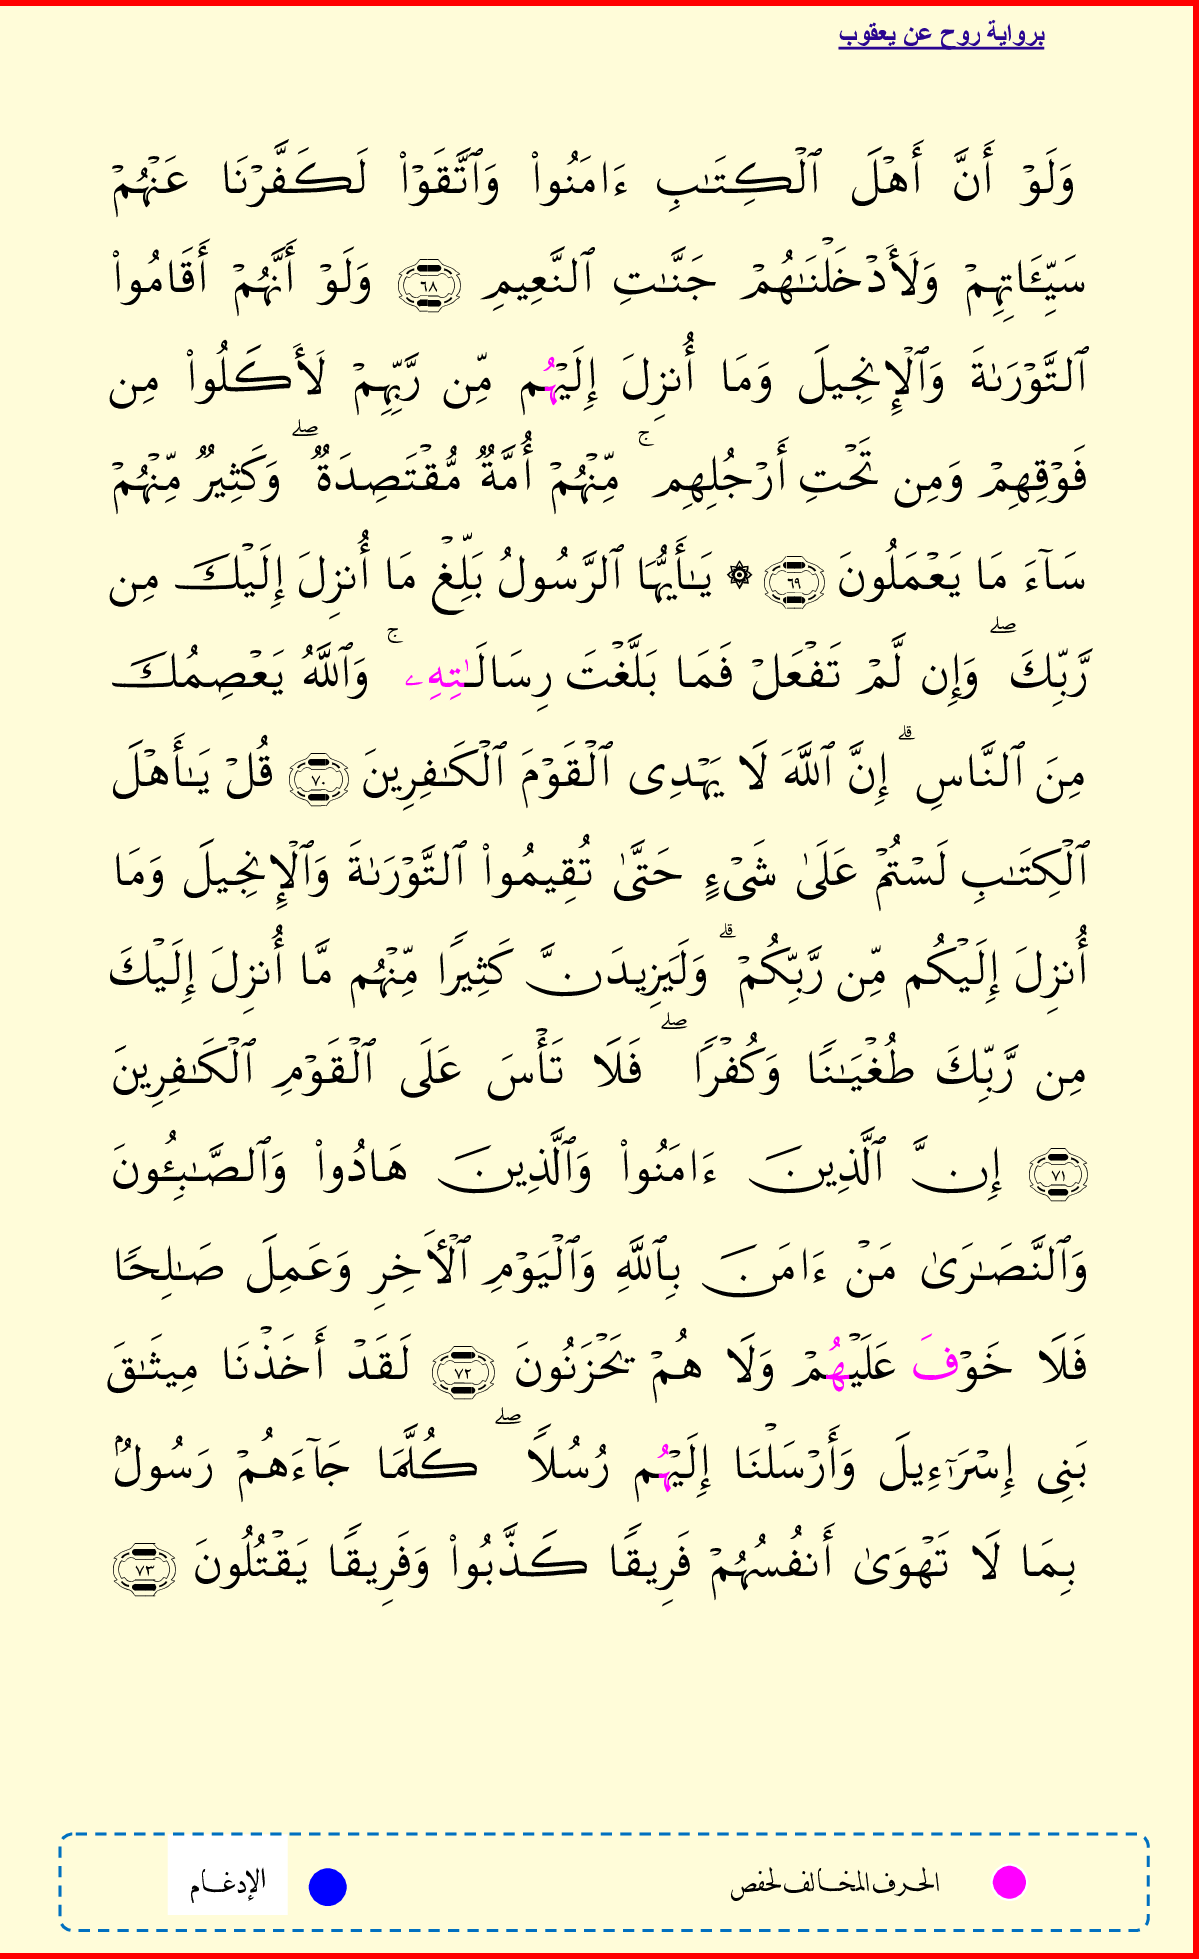 برواية روح عن يعقوب
وَلَوۡ أَنَّ أَهۡلَ ٱلۡكِتَٰبِ ءَامَنُواْ وَٱتَّقَوۡاْ لَكَفَّرۡنَا عَنۡهُمۡ
سَيِّـَٔاتِهِمۡ وَلَأَدۡخَلۡنَٰهُمۡ جَنَّٰتِ ٱلنَّعِيمِ ٦٨ وَلَوۡ أَنَّهُمۡ أَقَامُواْ
ٱلتَّوۡرَىٰةَ وَٱلۡإِنجِيلَ وَمَا أُنزِلَ إِلَيۡهُم مِّن رَّبِّهِمۡ لَأَكَلُواْ مِن
فَوۡقِهِمۡ وَمِن تَحۡتِ أَرۡجُلِهِم ۚ مِّنۡهُمۡ أُمَّةٞ مُّقۡتَصِدَةٞ ۖ وَكَثِيرٞ مِّنۡهُمۡ
سَآءَ مَا يَعۡمَلُونَ ٦٩ ۞ يَٰأَيُّهَا ٱلرَّسُولُ بَلِّغۡ مَا أُنزِلَ إِلَيۡكَ مِن
رَّبِّكَ ۖ وَإِن لَّمۡ تَفۡعَلۡ فَمَا بَلَّغۡتَ رِسَالَٰتِهِۦ ۚ وَٱللَّهُ يَعۡصِمُكَ
مِنَ ٱلنَّاسِ ۗ إِنَّ ٱللَّهَ لَا يَهۡدِى ٱلۡقَوۡمَ ٱلۡكَٰفِرِينَ ٧٠ قُلۡ يَٰأَهۡلَ
ٱلۡكِتَٰبِ لَسۡتُمۡ عَلَىٰ شَىۡءٍ حَتَّىٰ تُقِيمُواْ ٱلتَّوۡرَىٰةَ وَٱلۡإِنجِيلَ وَمَا
أُنزِلَ إِلَيۡكُم مِّن رَّبِّكُمۡ ۗ وَلَيَزِيدَنَّ كَثِيرٗا مِّنۡهُم مَّا أُنزِلَ إِلَيۡكَ
مِن رَّبِّكَ طُغۡيَٰنٗا وَكُفۡرٗا ۖ فَلَا تَأۡسَ عَلَى ٱلۡقَوۡمِ ٱلۡكَٰفِرِينَ
٧١ إِنَّ ٱلَّذِينَ ءَامَنُواْ وَٱلَّذِينَ هَادُواْ وَٱلصَّٰبِـُٔونَ
وَٱلنَّصَٰرَىٰ مَنۡ ءَامَنَ بِٱللَّهِ وَٱلۡيَوۡمِ ٱلۡأَخِرِ وَعَمِلَ صَٰلِحٗا
فَلَا خَوۡفَ عَلَيۡهُمۡ وَلَا هُمۡ يَحۡزَنُونَ ٧٢ لَقَدۡ أَخَذۡنَا مِيثَٰقَ
بَنِى إِسۡرَٰٓءِيلَ وَأَرۡسَلۡنَا إِلَيۡهُم رُسُلٗا ۖ كُلَّمَا جَآءَهُمۡ رَسُولُۢ
بِمَا لَا تَهۡوَىٰ أَنفُسُهُمۡ فَرِيقٗا كَذَّبُواْ وَفَرِيقٗا يَقۡتُلُونَ ٧٣
الحرف المخالف لحفص
الإدغام